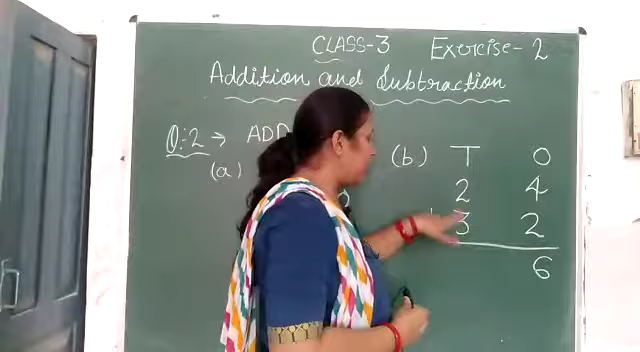 CLASS-3 Exercise-2
Addition and Subtraction
Q:2 → ADD
(a) (b) T O
2 4
3 2
6